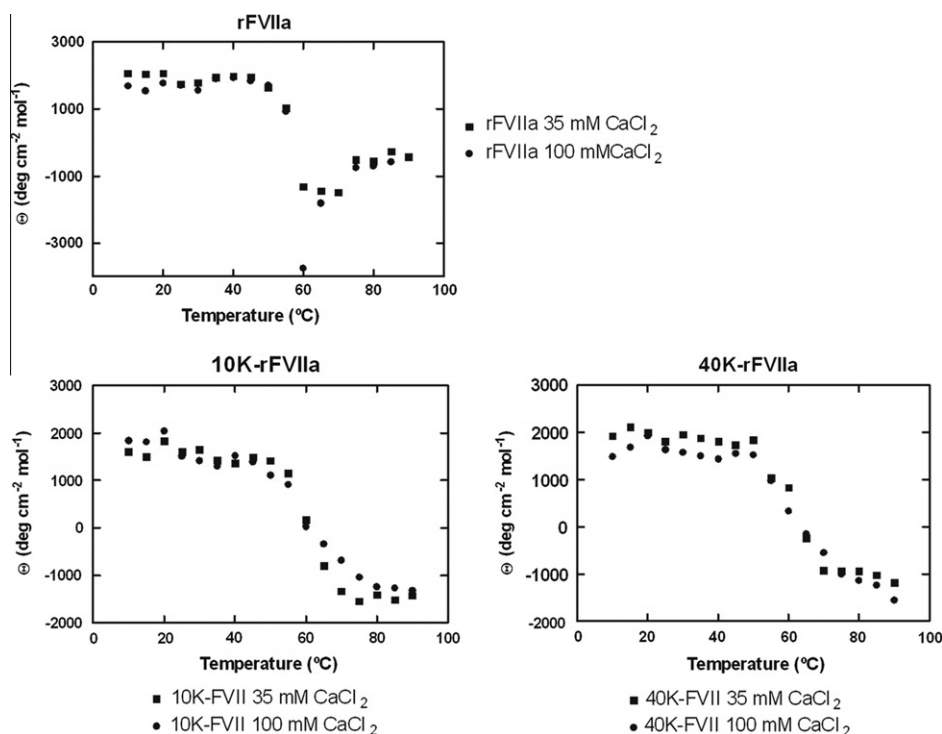 rFVIIa
3000
1000
-1000
-3000
Θ (deg cm-2 mol-1)
0 20 40 60 80 100
Temperature (ºC)
rFVIIa 35 mM CaCl2
rFVIIa 100 mMCaCl2
10K-rFVIIa
3000
2000
1000
0
-1000
-2000
Θ (deg cm-2 mol-1)
0 20 40 60 80 100
Temperature (ºC)
10K-FVII 35 mM CaCl2
10K-FVII 100 mM CaCl2
40K-rFVIIa
3000
2000
1000
0
-1000
-2000
Θ (deg cm-2 mol-1)
0 20 40 60 80 100
Temperature (ºC)
40K-FVII 35 mM CaCl2
40K-FVII 100 mM CaCl2